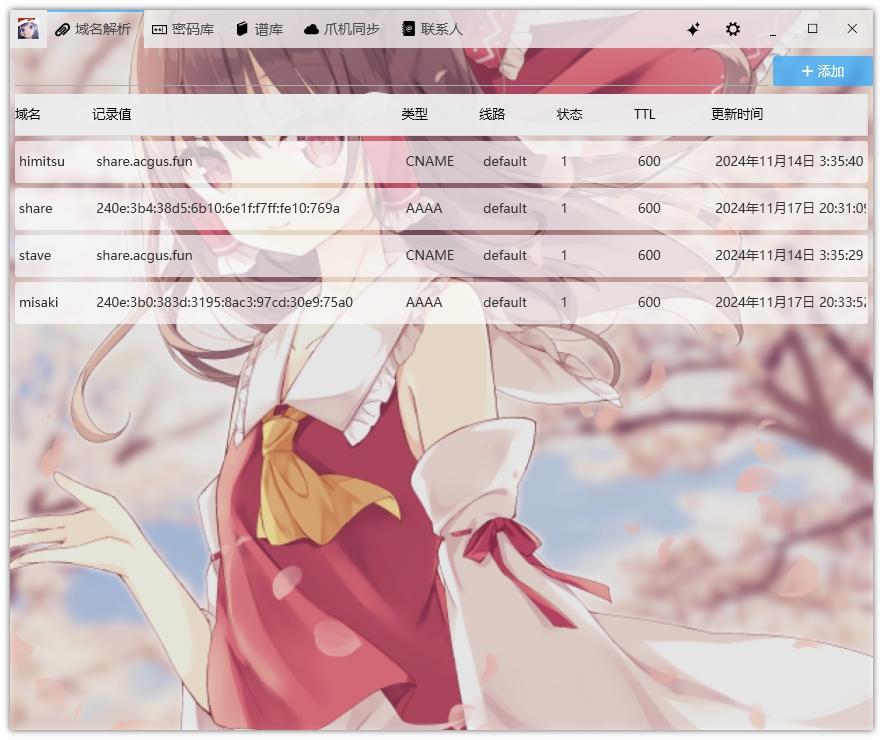 域名解析 密码库 谱库 爪机同步 联系人
添加
域名 记录值 类型 线路 状态 TTL 更新时间
himitsu share.acgus.fun CNAME default 1 600 2024年11月14日 3:35:40
share 240e:3b4:38d5:6b10:6e1f:f7ff:fe10:769a AAAA default 1 600 2024年11月17日 20:31:09
stave share.acgus.fun CNAME default 1 600 2024年11月14日 3:35:29
misaki 240e:3b0:383d:3195:8ac3:97cd:30e9:75a0 AAAA default 1 600 2024年11月17日 20:33:52